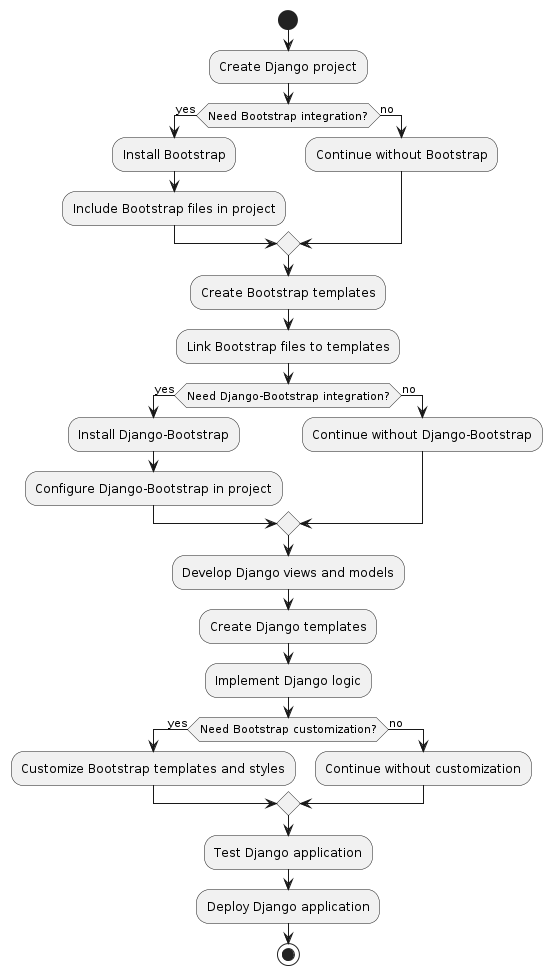 Create Django project
yes
Need Bootstrap integration?
no
Install Bootstrap
Continue without Bootstrap
Include Bootstrap files in project
Create Bootstrap templates
Link Bootstrap files to templates
yes
Need Django-Bootstrap integration?
no
Install Django-Bootstrap
Continue without Django-Bootstrap
Configure Django-Bootstrap in project
Develop Django views and models
Create Django templates
Implement Django logic
yes
Need Bootstrap customization?
no
Customize Bootstrap templates and styles
Continue without customization
Test Django application
Deploy Django application